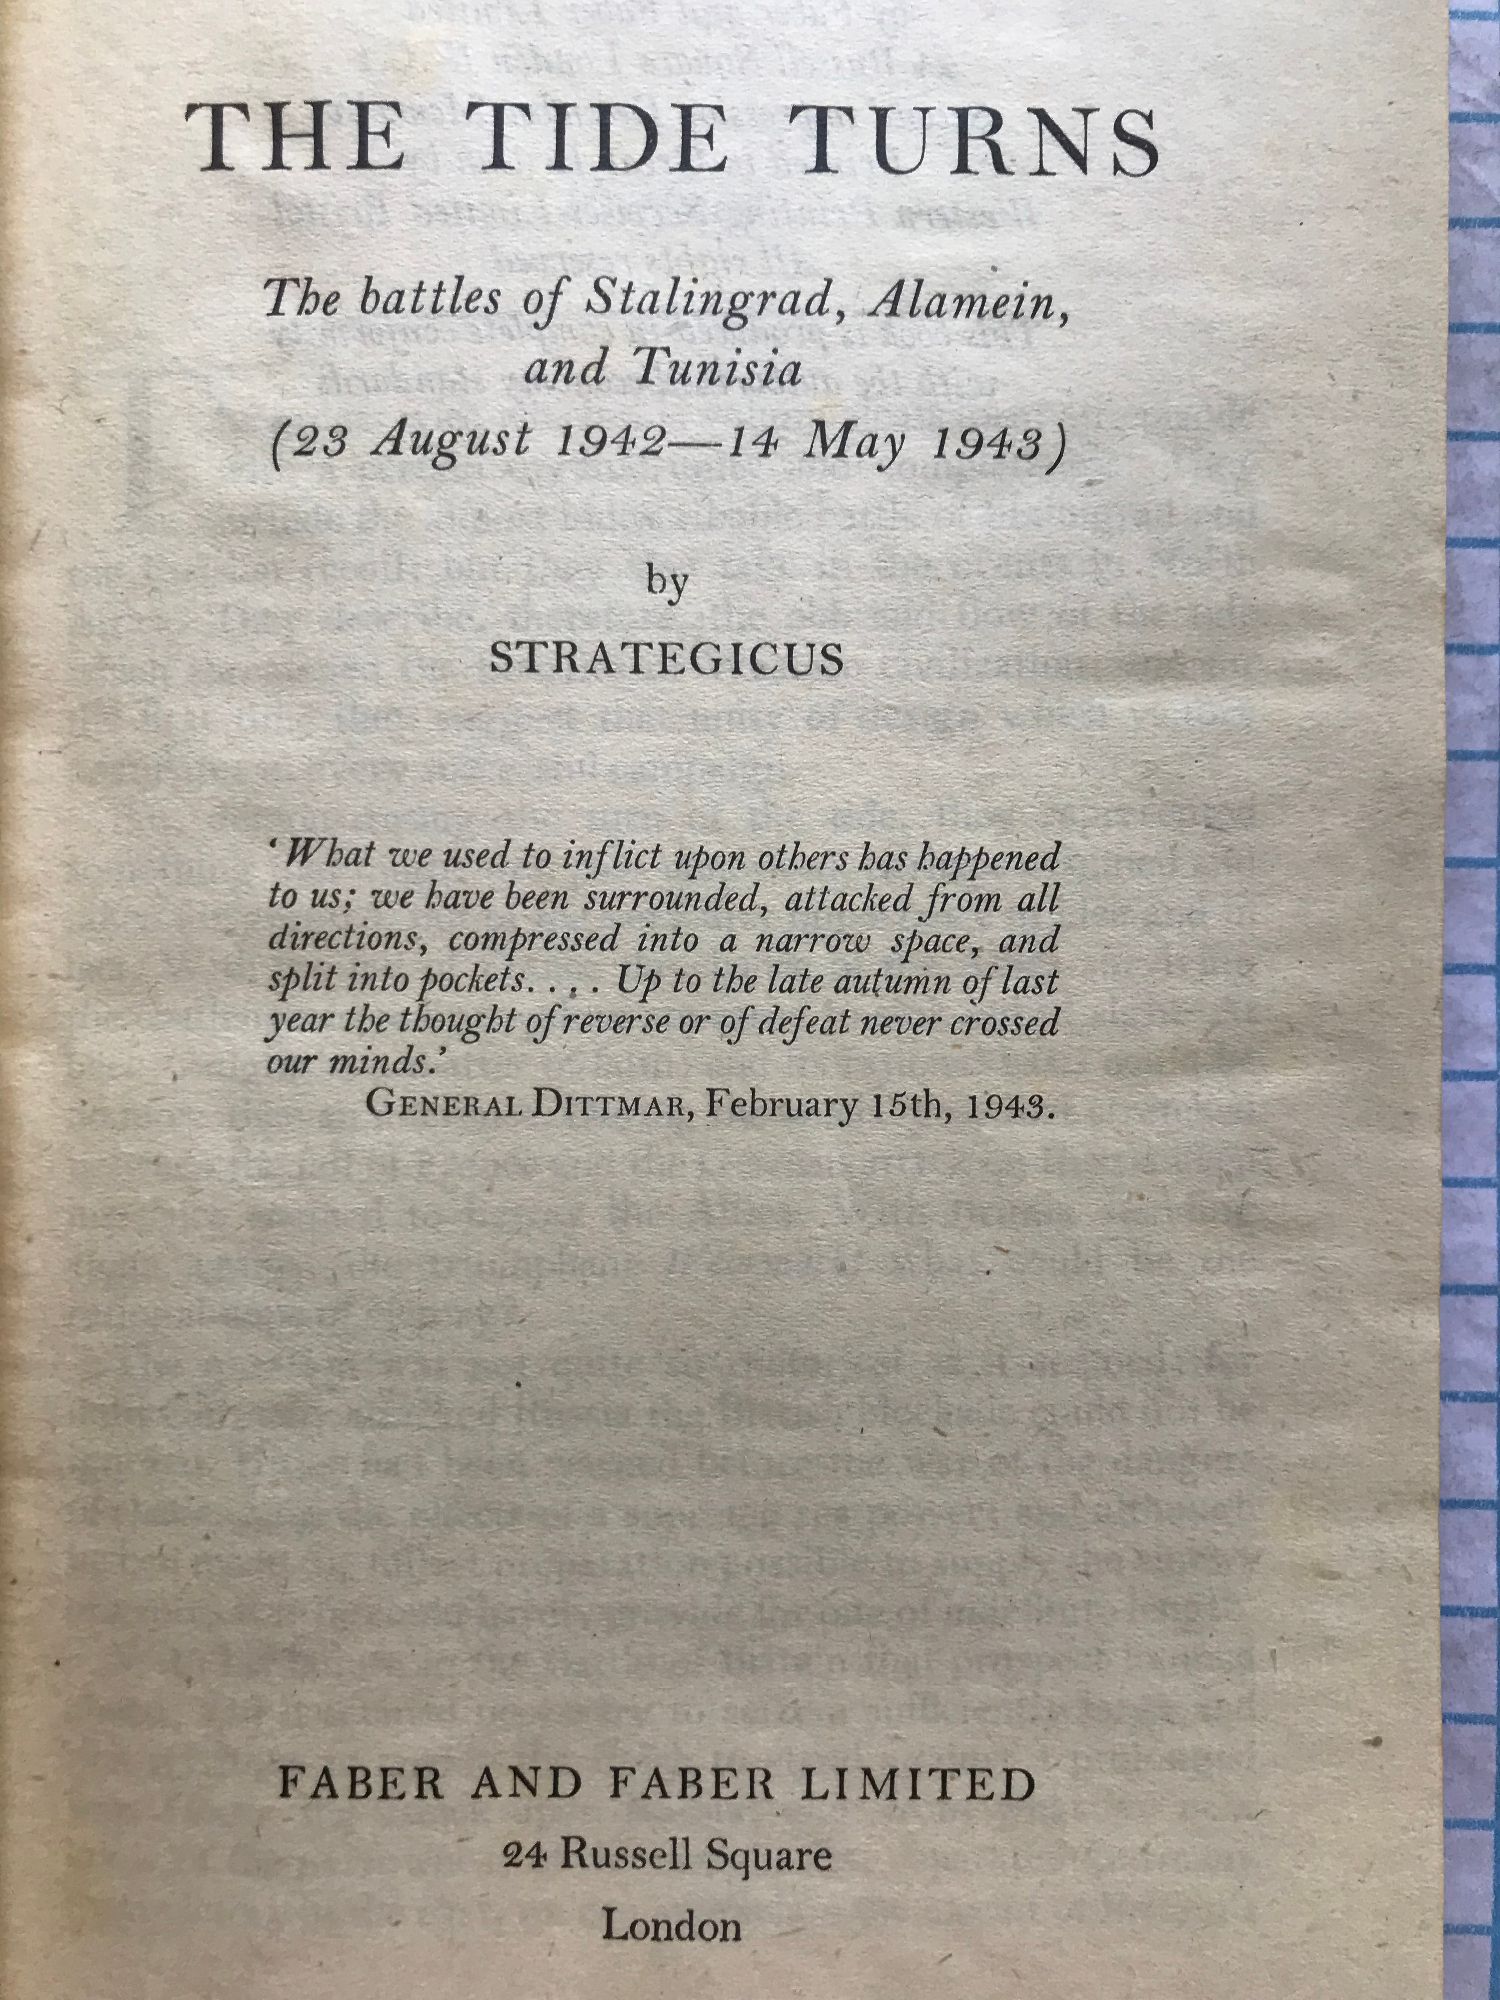 THE TIDE TURNS
The battles of Stalingrad, Alamein,
and Tunisia
(23 August 1942—14 May 1943)
by
STRATEGICUS
‘What we used to inflict upon others has happened
to us; we have been surrounded, attacked from all
directions, compressed into a narrow space, and
split into pockets. . . . Up to the late autumn of last
year the thought of reverse or of defeat never crossed
our minds.’
GENERAL DITTMAR, February 15th, 1943.
FABER AND FABER LIMITED
24 Russell Square
London